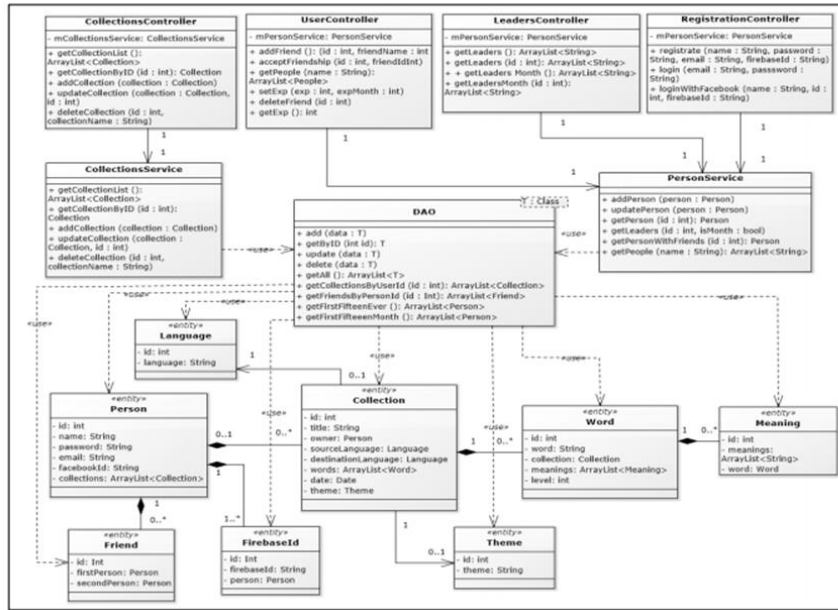 CollectionsController
- mCollectionsService: CollectionsService
+ getCollectionList ():
ArrayList<Collection>
+ getCollectionByID (id : int): Collection
+ addCollection (collection : Collection)
+ updateCollection (collection : Collection,
id : int)
+ deleteCollection (id : int,
collectionName : String)
UserController
- mPersonService: PersonService
+ addFriend (): (id : int, friendName : int
+ acceptFriendship (id : int, friendIdInt)
+ getPeople (name : String):
ArrayList<People>
+ setExp (exp : int, expMonth : int)
+ deleteFriend (id : int)
+ getExp (): int
LeadersController
- mPersonService: PersonService
+ getLeaders (): ArrayList<String>
+ getLeaders (id : int): ArrayList<String>
+ + getLeaders Month (): ArrayList<String>
+ getLeadersMonth (id : int):
ArrayList<String>
RegistrationController
- mPersonService: PersonService
+ registrate (name : String, password :
String, email : String, firebaseId : String)
+ login (email : String, passsword :
String)
+ loginWithFacebook (name : String, id :
int, firebaseId : String)
1
1
1
1
1
1
1
1
CollectionsService
+ getCollectionList ():
ArrayList<Collection>
+ getCollectionByID (id : int):
Collection
+ addCollection (collection : Collection)
+ updateCollection (collection :
Collection, id : int)
+ deleteCollection (id : int,
collectionName : String)
PersonService
+ addPerson (person : Person)
+ updatePerson (person : Person)
+ getPerson (id : int): Person
+ getLeaders (id : int, isMonth : bool)
+ getPersonWithFriends (id : int): Person
+ getPeople (name : String): ArrayList<String>
T : Class
DAO
+ add (data : T)
+ getByID (int id): T
+ update (data : T)
+ delete (data : T)
+ getAll (): ArrayList<T>
+ getCollectionsByUserId (id : Int): ArrayList<Collection>
+ getFriendsByPersonId (id : Int): ArrayList<Friend>
+ getFirstFifteenEver (): ArrayList<Person>
+ getFirstFifteeenMonth (): ArrayList<Person>
«use»
«use»
«use»
«use»
«use»
«use»
«use»
«use»
«use»
«use»
«entity»
Language
- id: int
- language: String
1
0..1
«entity»
Person
- id: int
- name: String
- password: String
- email: String
- facebookId: String
- collections: ArrayList<Collection>
0..1
0..*
1
1..*
1
0..*
«entity»
Collection
- id: int
- title: String
- owner: Person
- sourceLanguage: Language
- destinationLanguage: Language
- words: ArrayList<Word>
- date: Date
- theme: Theme
1
0..*
«entity»
Word
- id: int
- word: String
- collection: Collection
- meanings: ArrayList<Meaning>
- level: int
1
0..*
«entity»
Meaning
- id: int
- meanings:
ArrayList<String>
- word: Word
«entity»
Friend
- id: Int
- firstPerson: Person
- secondPerson: Person
«entity»
FirebaseId
- id: Int
- firebaseId: String
- person: Person
1
0..1
«entity»
Theme
- id: int
- theme: String